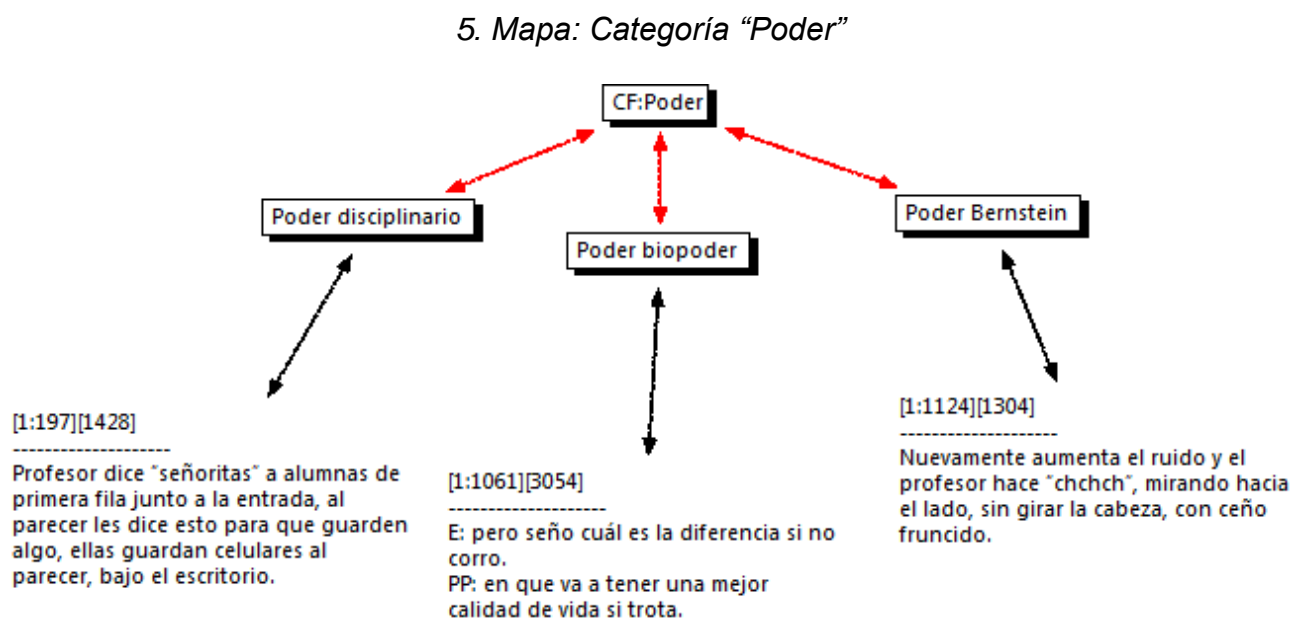 5. Mapa: Categoría “Poder”
CF:Poder
Poder disciplinario
Poder biopoder
Poder Bernstein
[1:197][1428]
--------------------
Profesor dice “señoritas” a alumnas de
primera fila junto a la entrada, al
parecer les dice esto para que guarden
algo, ellas guardan celulares al
parecer, bajo el escritorio.
[1:1061][3054]
--------------------
E: pero seño cuál es la diferencia si no
corro.
PP: en que va a tener una mejor
calidad de vida si trota.
[1:1124][1304]
--------------------
Nuevamente aumenta el ruido y el
profesor hace “chchch”, mirando hacia
el lado, sin girar la cabeza, con ceño
fruncido.